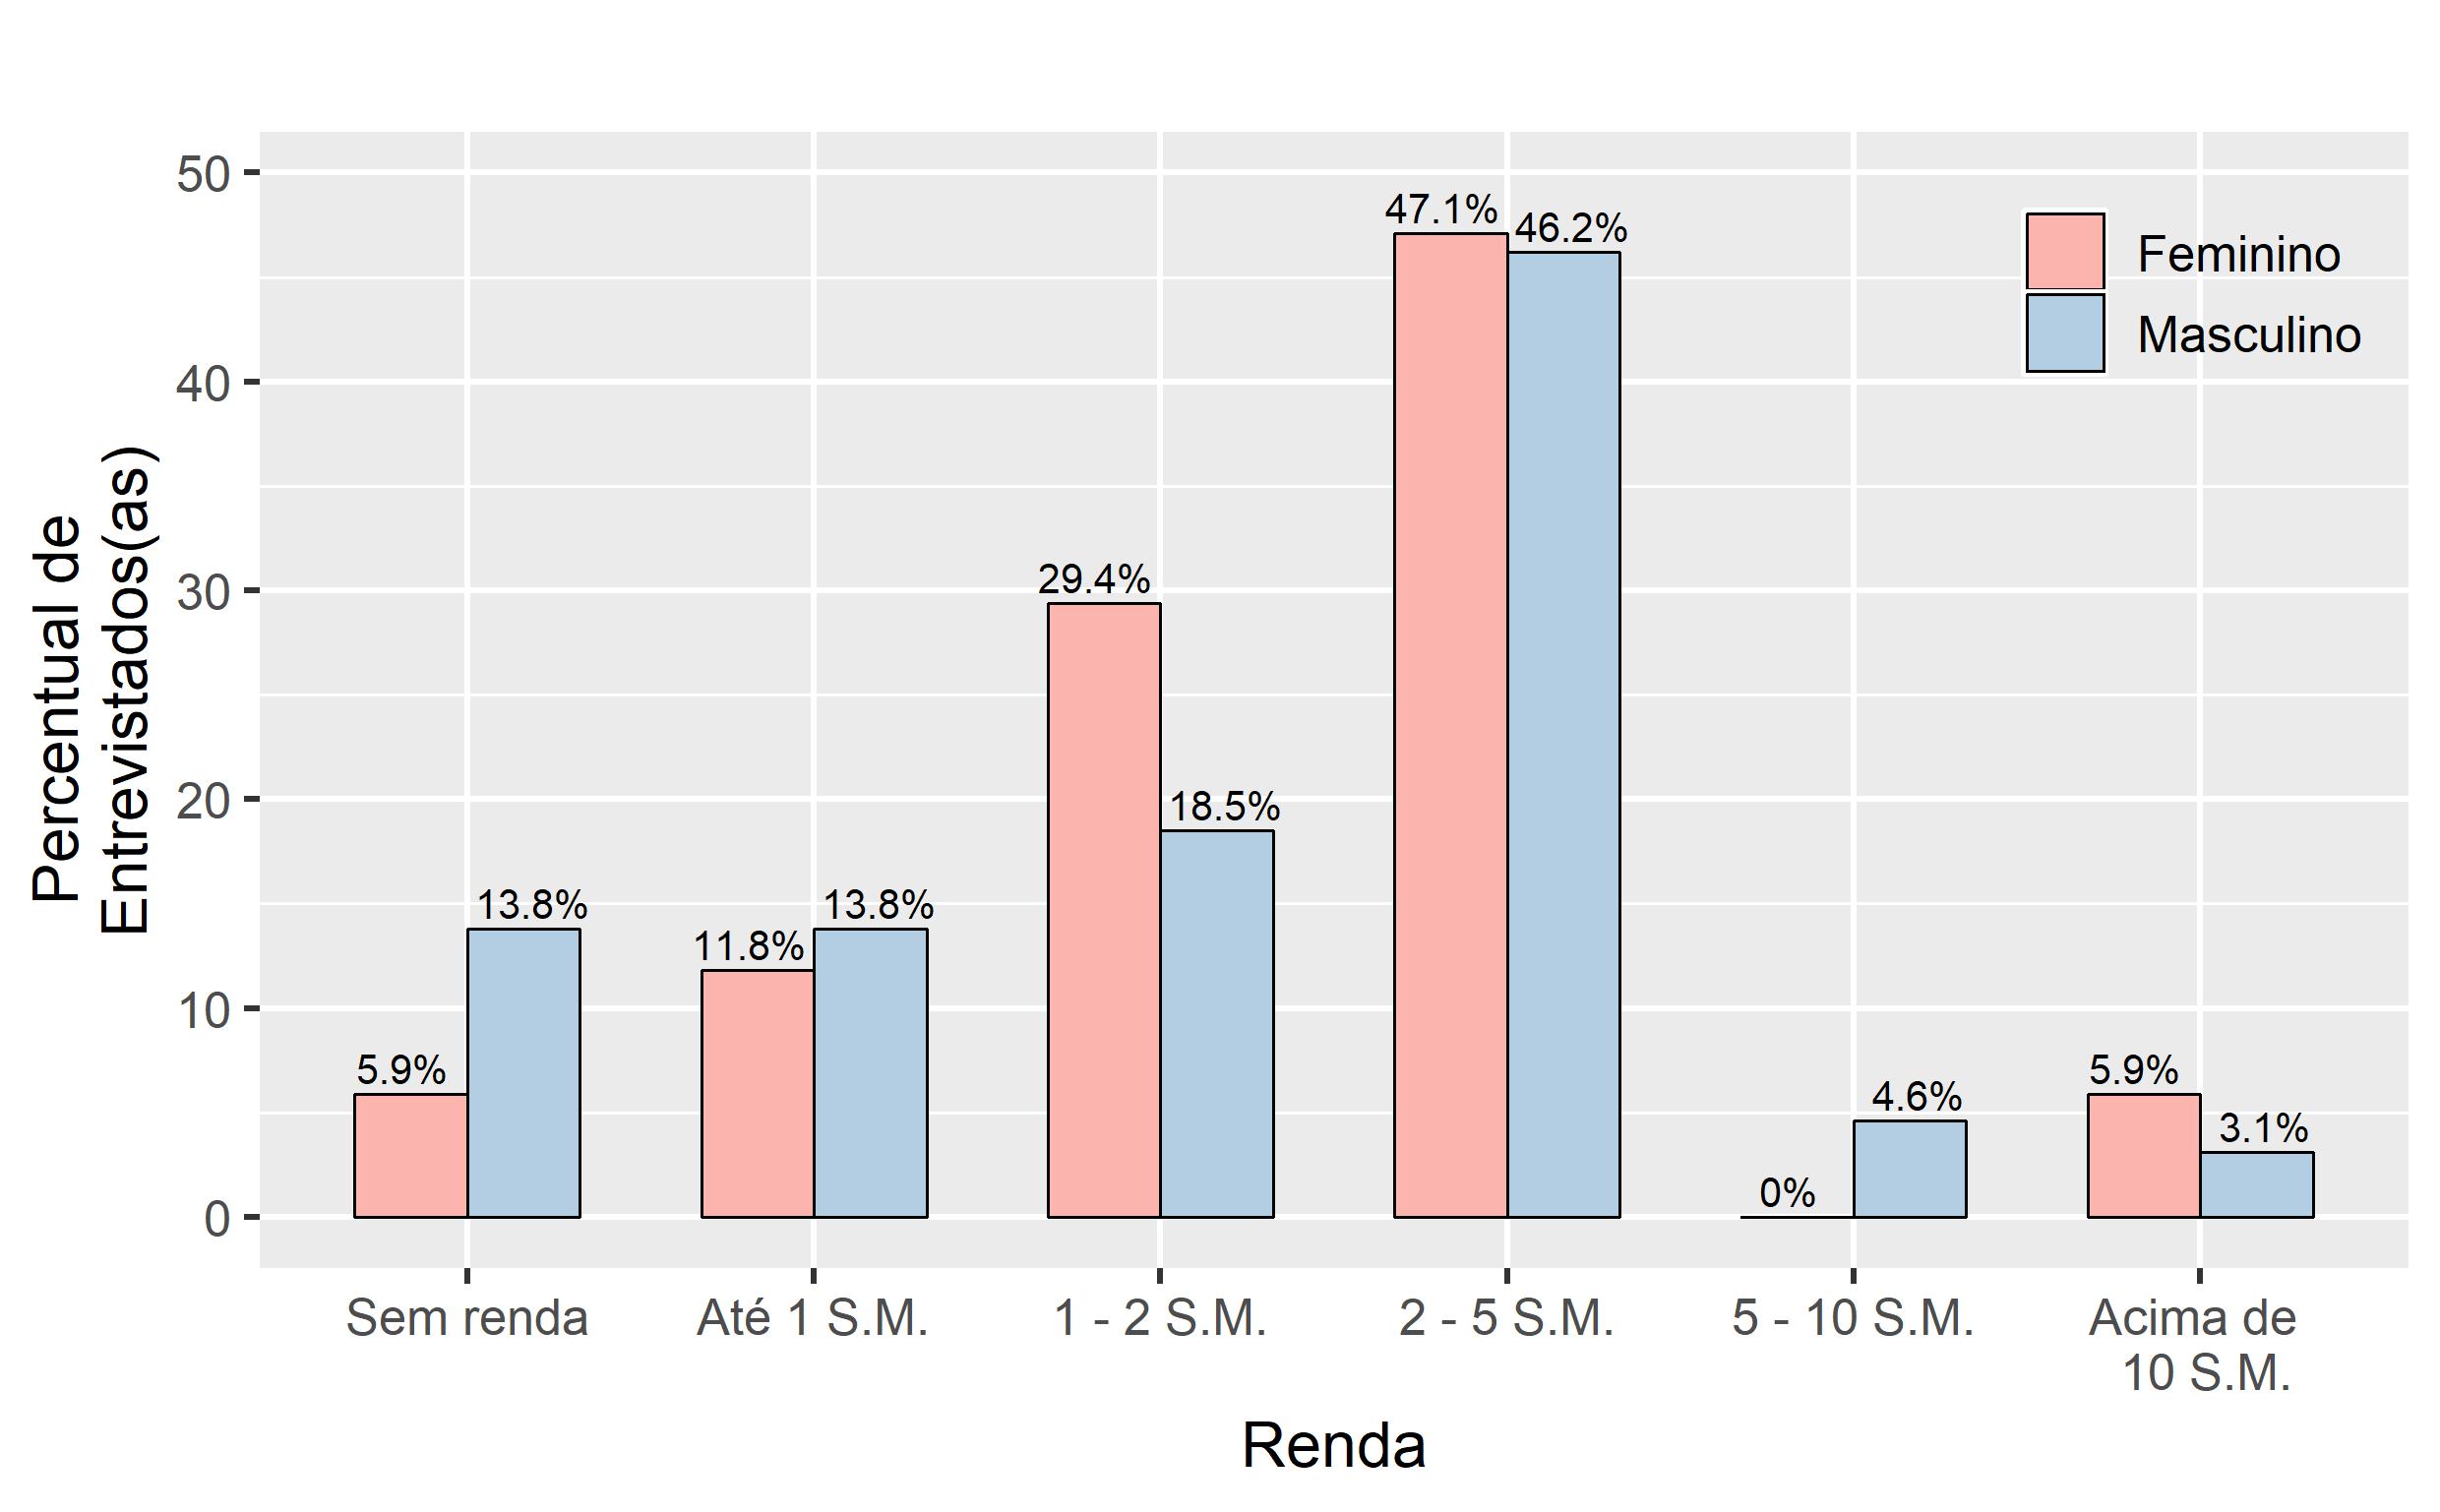 Percentual de
Entrevistados(as)
50
40
30
20
10
0
5.9%
13.8%
11.8%
13.8%
29.4%
18.5%
47.1%
46.2%
0%
4.6%
5.9%
3.1%
Feminino
Masculino
Sem renda
Até 1 S.M.
1 - 2 S.M.
2 - 5 S.M.
5 - 10 S.M.
Acima de
10 S.M.
Renda